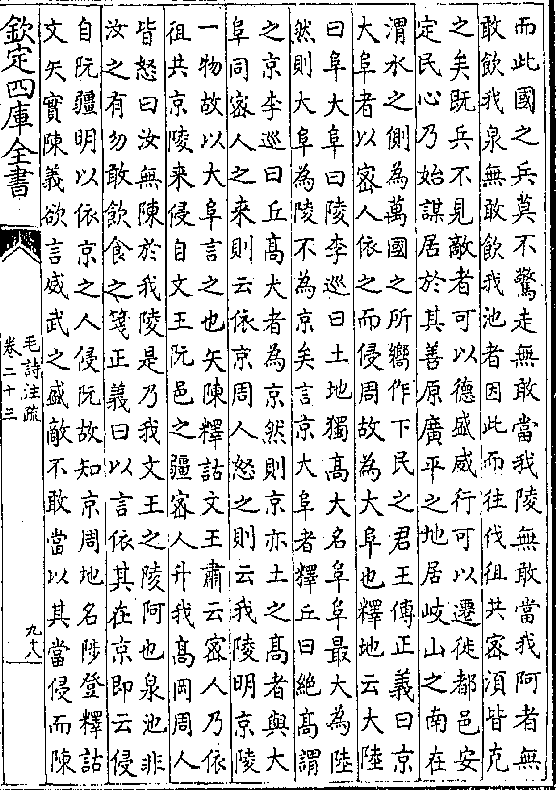 而此國之兵莫不驚走無敢當我陵無敢當我阿者無
敢飲我泉無敢飲我池者因此而往伐徂共密須皆克
之矣既兵不見敵者可以德盛威行可以遷徙都邑安
定民心乃始謀居於其善原廣平之地居岐山之南在
渭水之側為萬國之所嚮作下民之君王傳正義曰京
大阜者以密人依之而侵周故為大阜也釋地云大陸
曰阜大阜曰陵李巡曰土地獨高大名阜阜最大為陸
然則大阜為陵不為京矣言京大阜者釋丘曰絶高謂
之京李巡曰丘高大者為京然則京亦土之高者與大
阜同密人之来則云依京周人怒之則云我陵明京陵
一物故以大阜言之也矢陳釋詁文王肅云密人乃依
徂共京陵来侵自文王阮邑之疆密人升我高岡周人
皆怒曰汝無陳於我陵是乃我文王之陵阿也泉池非
汝之有勿敢飲食之箋正義曰以言依其在京即云侵
自阮疆明以依京之人侵阮故知京周地名陟登釋詁
文矢實陳義欲言威武之盛敵不敢當以其當侵而陳
欽定四庫全書
毛詩注疏
卷二十三
九十八